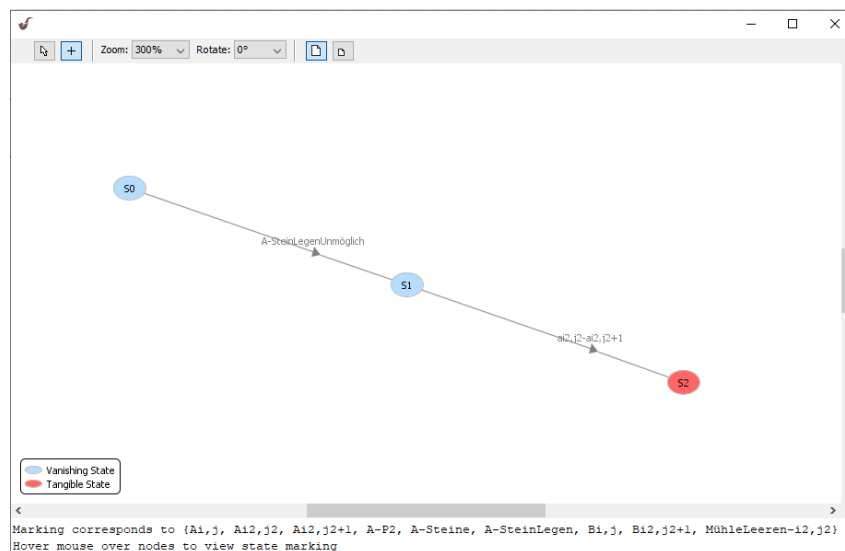 Zoom: 300% Rotate: 0°
S0
A-SteinLegenUnmöglich
S1
ai2,j2-ai2,j2+1
S2
Vanishing State
Tangible State
Marking corresponds to {Ai,j, Ai2,j2, Ai2,j2+1, A-P2, A-Steine, A-SteinLegen, Bi,j, Bi2,j2+1, MühleLeeren-i2,j2}
Hover mouse over nodes to view state marking